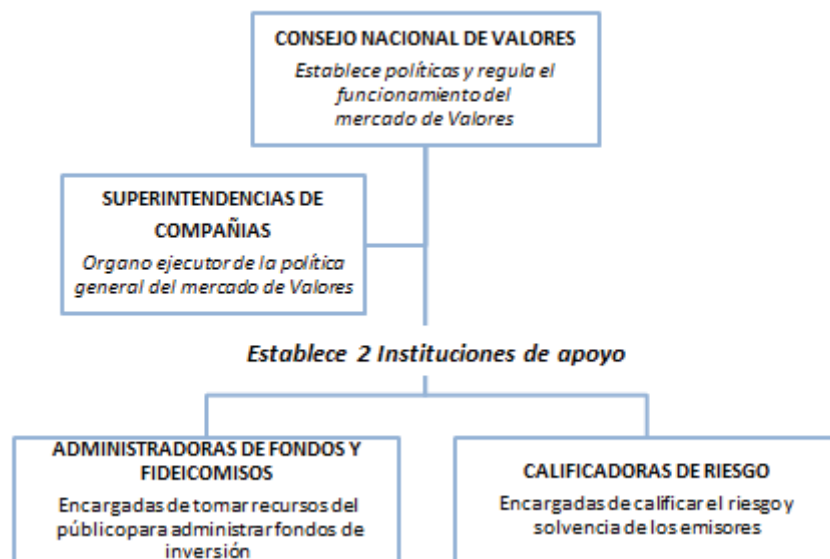 CONSEJO NACIONAL DE VALORES
Establece políticas y regula el
funcionamiento del
mercado de Valores
SUPERINTENDENCIAS DE
COMPAÑIAS
Organo ejecutor de la política
general del mercado de Valores
Establece 2 Instituciones de apoyo
ADMINISTRADORAS DE FONDOS Y
FIDEICOMISOS
Encargadas de tomar recursos del
públicopara administrar fondos de
inversión
CALIFICADORAS DE RIESGO
Encargadas de calificar el riesgo y
solvencia de los emisores